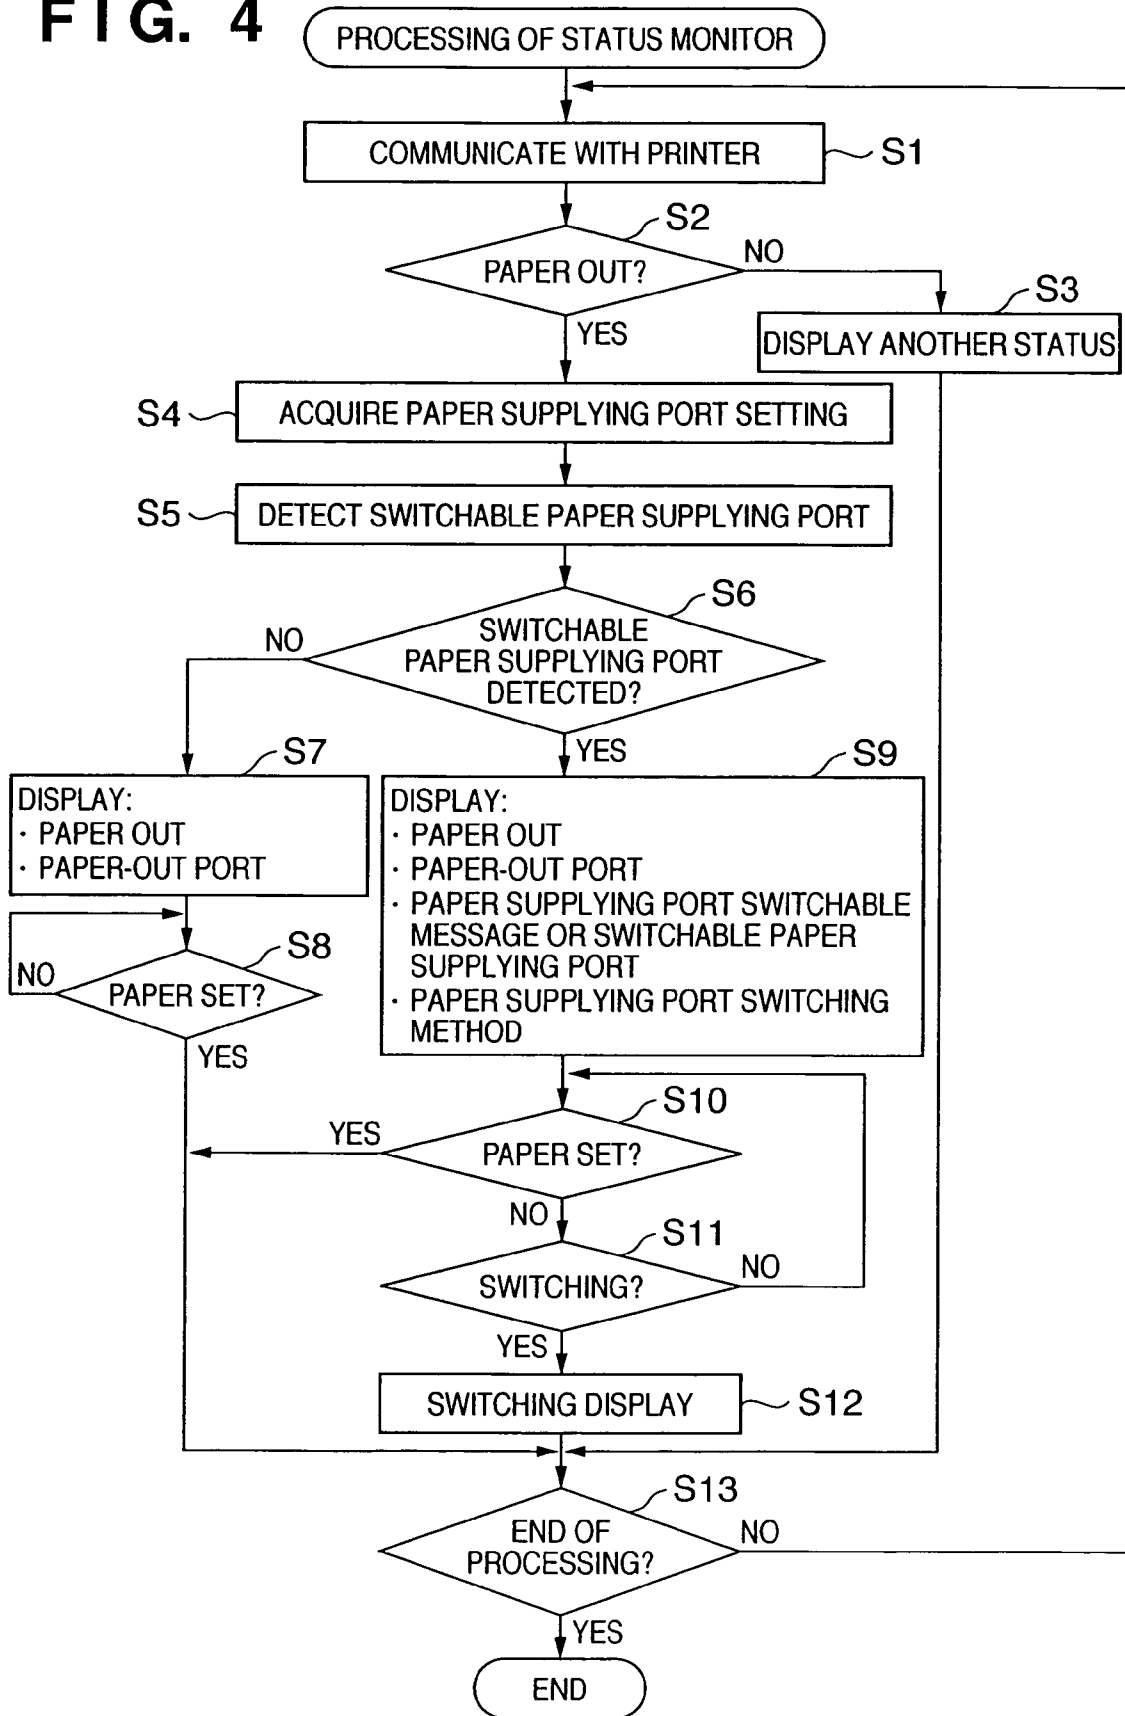 FIG. 4
PROCESSING OF STATUS MONITOR
COMMUNICATE WITH PRINTER
S1
S2
PAPER OUT?
NO
YES
S3
DISPLAY ANOTHER STATUS
S4
ACQUIRE PAPER SUPPLYING PORT SETTING
S5
DETECT SWITCHABLE PAPER SUPPLYING PORT
S6
SWITCHABLE
PAPER SUPPLYING PORT
DETECTED?
NO
YES
S7
DISPLAY:
· PAPER OUT
· PAPER-OUT PORT
S8
PAPER SET?
NO
YES
S9
DISPLAY:
· PAPER OUT
· PAPER-OUT PORT
· PAPER SUPPLYING PORT SWITCHABLE
MESSAGE OR SWITCHABLE PAPER
SUPPLYING PORT
· PAPER SUPPLYING PORT SWITCHING
METHOD
S10
YES
PAPER SET?
NO
S11
SWITCHING?
NO
YES
SWITCHING DISPLAY
S12
S13
END OF
PROCESSING?
NO
YES
END